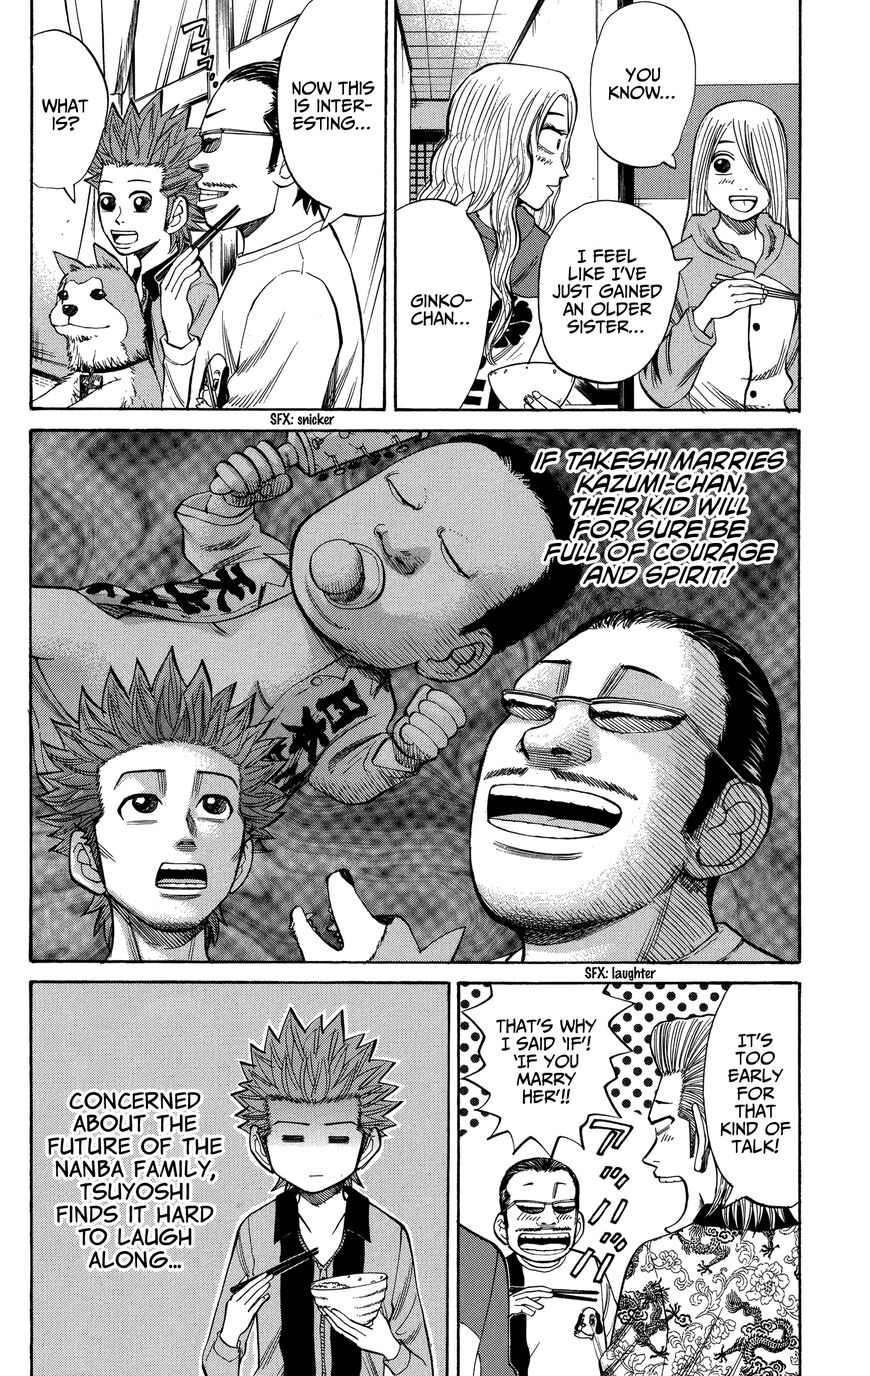 YOU
KNOW...
I FEEL
LIKE I'VE
JUST GAINED
AN OLDER
SISTER...
GINKO-
CHAN...
NOW THIS
IS INTER-
ESTING...
WHAT
IS?
SFX: snicker
IF TAKESHI MARRIES
KAZUMI-CHAN,
THEIR KID WILL
FOR SURE BE
FULL OF COURAGE
AND SPIRIT!
SFX: laughter
IT'S
TOO
EARLY
FOR
THAT
KIND OF
TALK!
THAT'S WHY
I SAID 'IF'!
'IF YOU
MARRY
HER'!!
CONCERNED
ABOUT THE
FUTURE OF THE
NANBA FAMILY,
TSUYOSHI
FINDS IT HARD
TO LAUGH
ALONG...